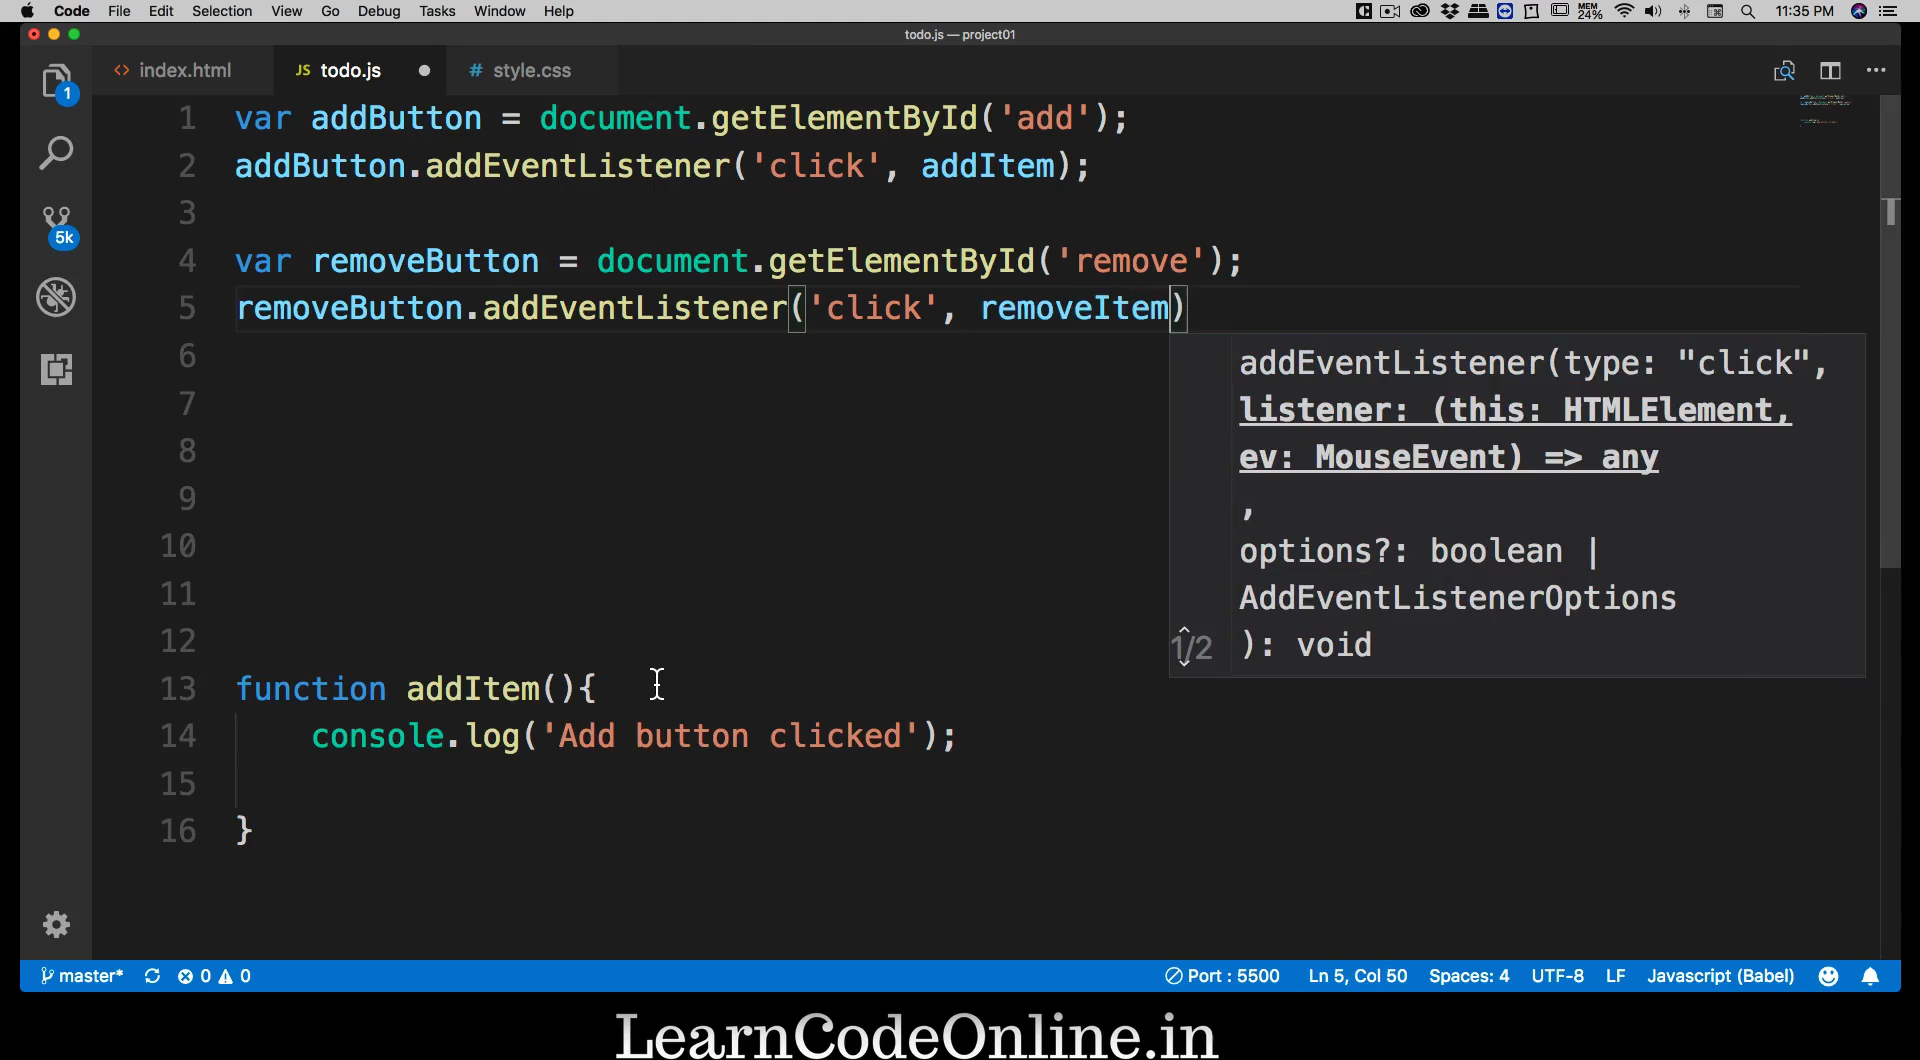 Code File Edit Selection View Go Debug Tasks Window Help MEM 24% 11:35 PM
todo.js — project01
<> index.html JS todo.js # style.css
1 var addButton = document.getElementById('add');
2 addButton.addEventListener('click', addItem);
3
4 var removeButton = document.getElementById('remove');
5 removeButton.addEventListener('click', removeItem)
6
7
8
9
10
11
12
13 function addItem(){
14 console.log('Add button clicked');
15
16 }
1
5k
addEventListener(type: "click",
listener: (this: HTMLElement,
ev: MouseEvent) => any
,
options?: boolean |
AddEventListenerOptions
1/2 ): void
master* 0 0 Port : 5500 Ln 5, Col 50 Spaces: 4 UTF-8 LF Javascript (Babel)
LearnCodeOnline.in